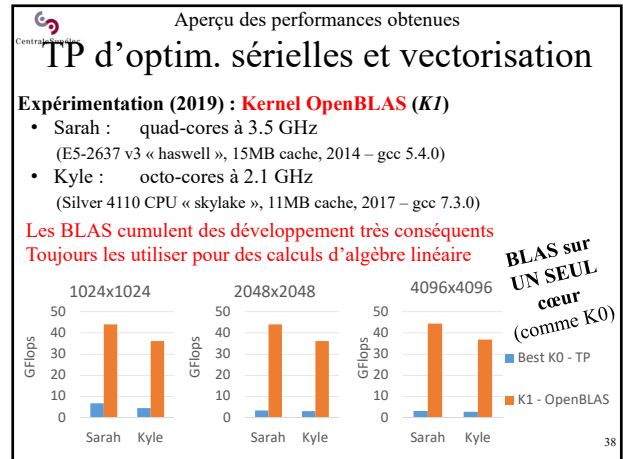 Aperçu des performances obtenues
CentraleSupélec
TP d’optim. sérielles et vectorisation
Expérimentation (2019) : Kernel OpenBLAS (K1)
• Sarah : quad-cores à 3.5 GHz
(E5-2637 v3 « haswell », 15MB cache, 2014 – gcc 5.4.0)
• Kyle : octo-cores à 2.1 GHz
(Silver 4110 CPU « skylake », 11MB cache, 2017 – gcc 7.3.0)
Les BLAS cumulent des développement très conséquents
Toujours les utiliser pour des calculs d’algèbre linéaire
BLAS sur
UN SEUL
cœur
(comme K0)
1024x1024
50
40
30
20
10
0
GFlops
Sarah Kyle
2048x2048
50
40
30
20
10
0
GFlops
Sarah Kyle
4096x4096
50
40
30
20
10
0
GFlops
Sarah Kyle
Best K0 - TP
K1 - OpenBLAS
38